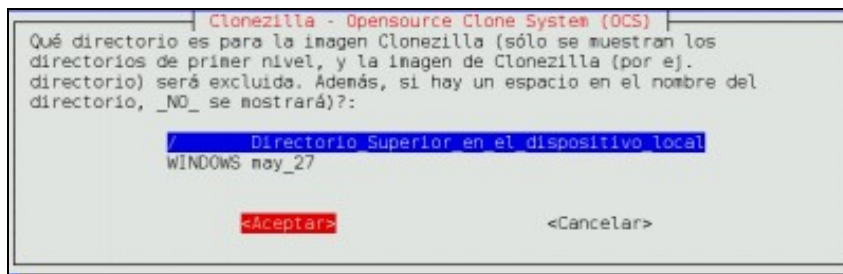 Clonezilla - Opensource Clone System (OCS)
Qué directorio es para la imagen Clonezilla (sólo se muestran los
directorios de primer nivel, y la imagen de Clonezilla (por ej.
directorio) será excluida. Además, si hay un espacio en el nombre del
directorio, _NO_ se mostrará)?:
/ Directorio_Superior_en_el_dispositivo_local
WINDOWS may_27
<Aceptar> <Cancelar>